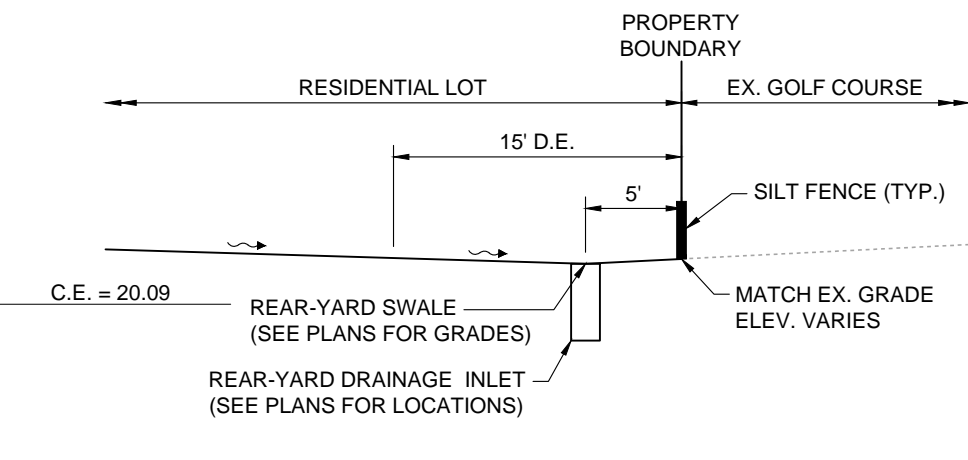 PROPERTY
BOUNDARY
RESIDENTIAL LOT
EX. GOLF COURSE
15' D.E.
5'
SILT FENCE (TYP.)
C.E. = 20.09
REAR-YARD SWALE
(SEE PLANS FOR GRADES)
MATCH EX. GRADE
ELEV. VARIES
REAR-YARD DRAINAGE INLET
(SEE PLANS FOR LOCATIONS)